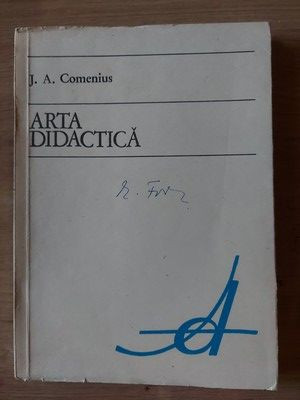 J. A. Comenius
ARTA
DIDACTICĂ